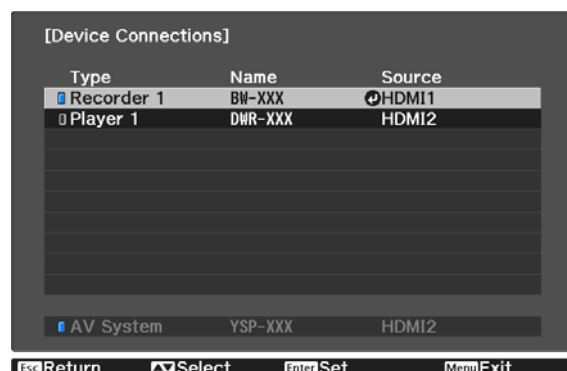 [Device Connections]
Type Name Source
Recorder 1 BW-XXX HDMI1
Player 1 DWR-XXX HDMI2
AV System YSP-XXX HDMI2
Esc Return Select Enter Set Menu Exit